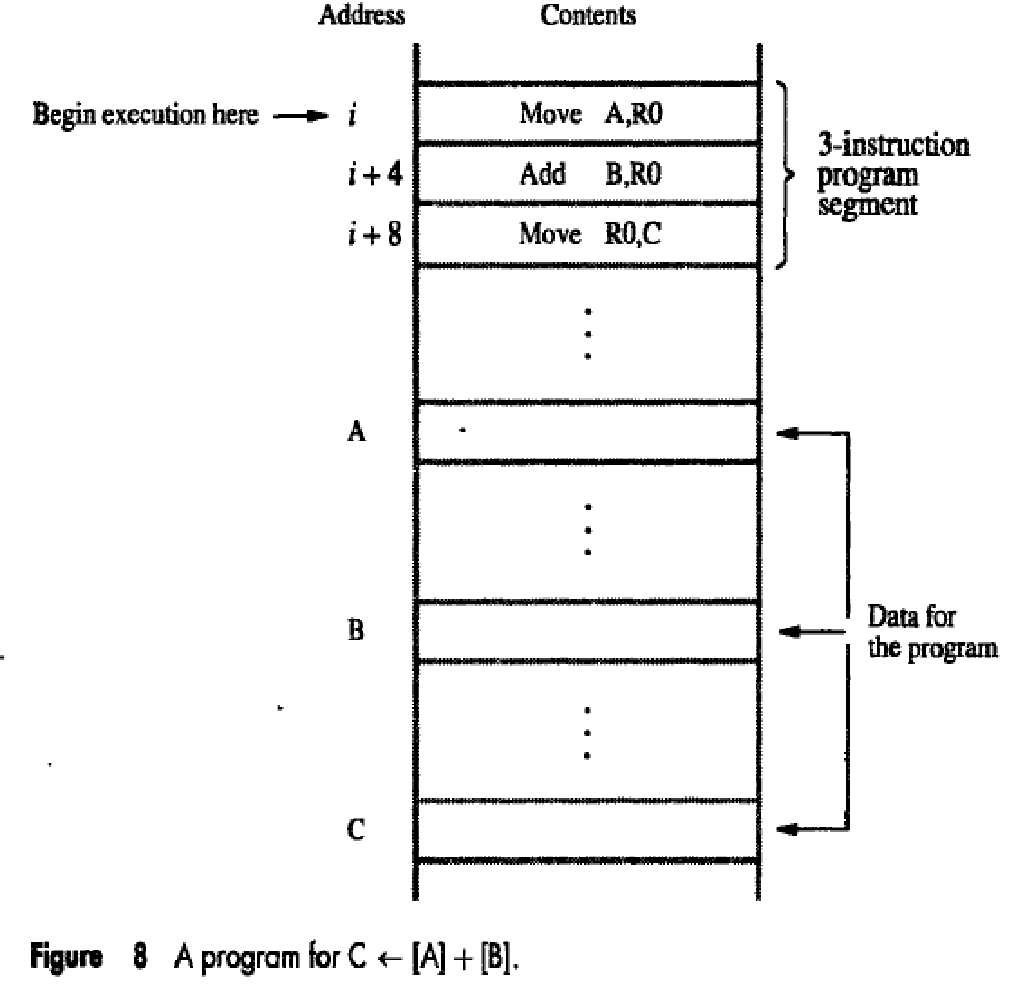 Address Contents
Begin execution here i Move A,R0
i + 4 Add B,R0
i + 8 Move R0,C
3-instruction
program
segment
A
B
Data for
the program
C
Figure 8 A program for C ← [A] + [B].